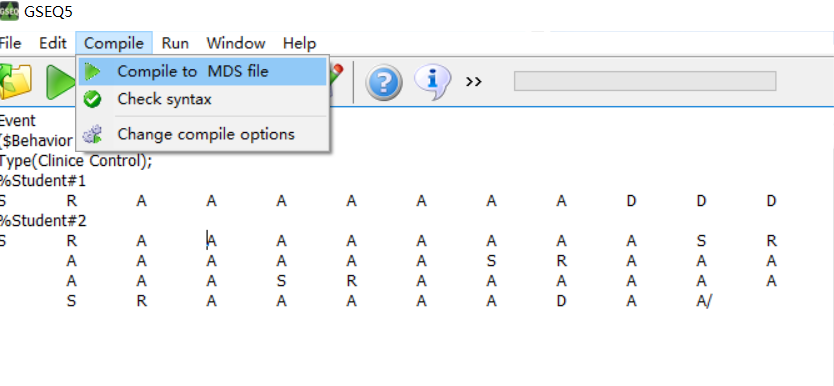 GSEQ5
File Edit Compile Run Window Help
Compile to MDS file
Check syntax
Change compile options
>>
Event
($Behavior
Type(Clinice Control);
%Student#1
S R A A A A A A A D D D
%Student#2
S R A A A A A A A A S R
A A A A A A S R A A A
A A A S R A A A A A A
S R A A A A A D A A/